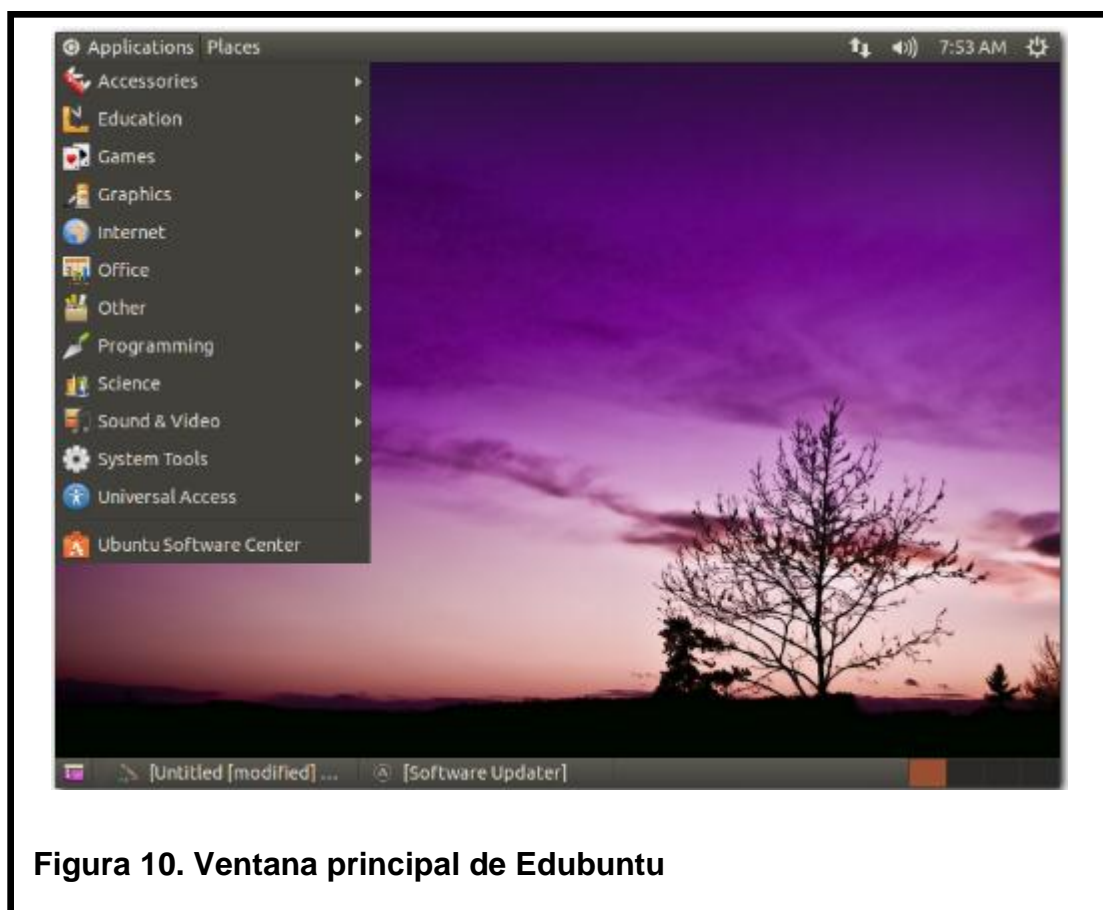 Applications Places 7:53 AM
Accessories
Education
Games
Graphics
Internet
Office
Other
Programming
Science
Sound & Video
System Tools
Universal Access
Ubuntu Software Center
[Untitled [modified] ... [Software Updater]
Figura 10. Ventana principal de Edubuntu